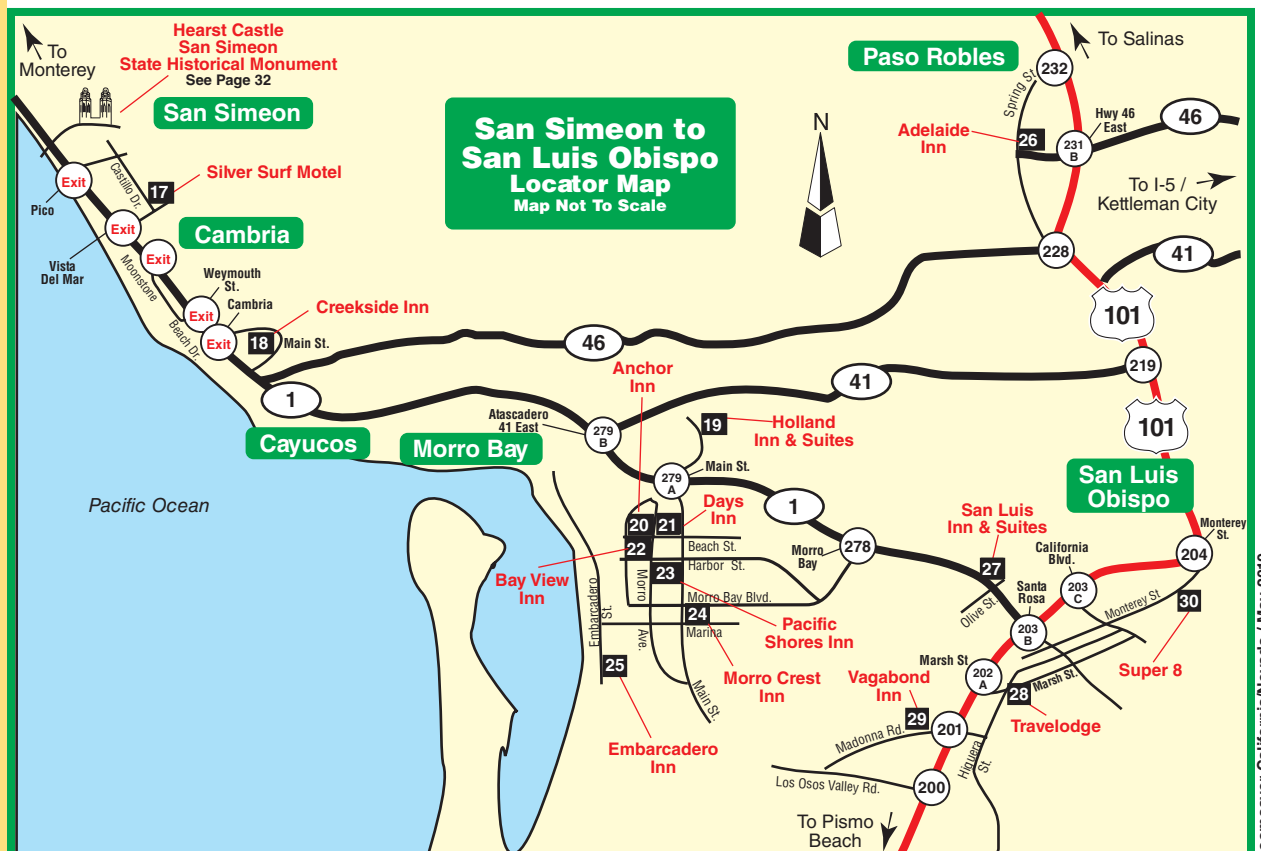 To
Monterey
Hearst Castle
San Simeon
State Historical Monument
See Page 32
San Simeon
Paso Robles
To Salinas
232
Spring St.
San Simeon to
San Luis Obispo
Locator Map
Map Not To Scale
N
Adelaide
Inn
26
Hwy 46
East
231
B
46
To I-5 /
Kettleman City
Exit
Pico
Castillo Dr.
17
Silver Surf Motel
Exit
Vista
Del Mar
Cambria
Exit
Moonstone
Beach Dr.
Weymouth
St.
Exit
Cambria
Exit
18
Main St.
Creekside Inn
228
41
101
46
219
41
101
1
Cayucos
Morro Bay
Anchor
Inn
Atascadero
41 East
279
B
19
Holland
Inn & Suites
279
A
Main St.
San Luis
Obispo
Pacific Ocean
20
21
Days
Inn
1
22
Beach St.
Harbor St.
Bay View
Inn
23
Morro
Ave.
Morro Bay Blvd.
24
Marina
Embarcadero
St.
25
Pacific
Shores Inn
Morro Crest
Inn
Main St.
Embarcadero
Inn
Morro
Bay
278
San Luis
Inn & Suites
27
Olive St.
California
Blvd.
203
C
Monterey
St.
204
Santa
Rosa
203
B
Monterey St
30
Super 8
Marsh St
202
A
28
Marsh St.
Travelodge
Vagabond
Inn
29
201
Madonna Rd.
Higuera
St.
Los Osos Valley Rd.
200
To Pismo
Beach